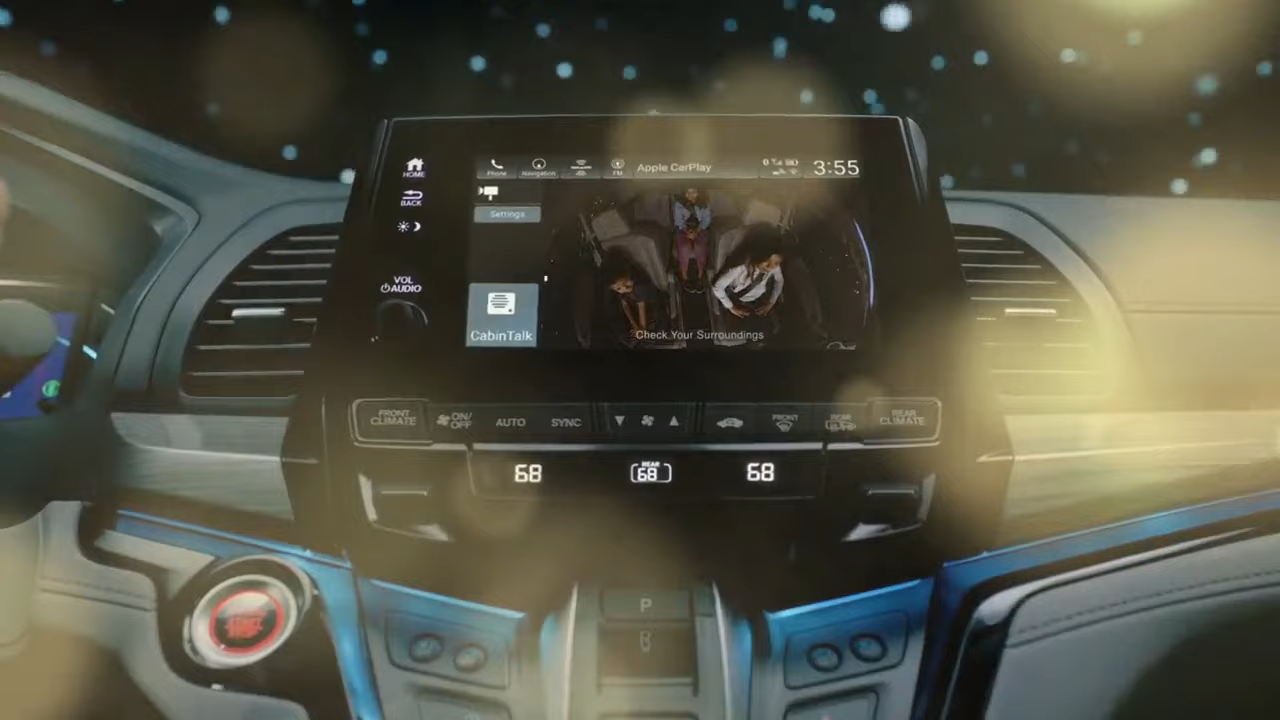 HOME
BACK
VOL
AUDIO
Phone
Navigation
FM
Apple CarPlay
3:55
Settings
CabinTalk
Check Your Surroundings
FRONT
CLIMATE
ON/
OFF
AUTO
SYNC
FRONT
REAR
REAR
CLIMATE
68
REAR
68
68
P
R